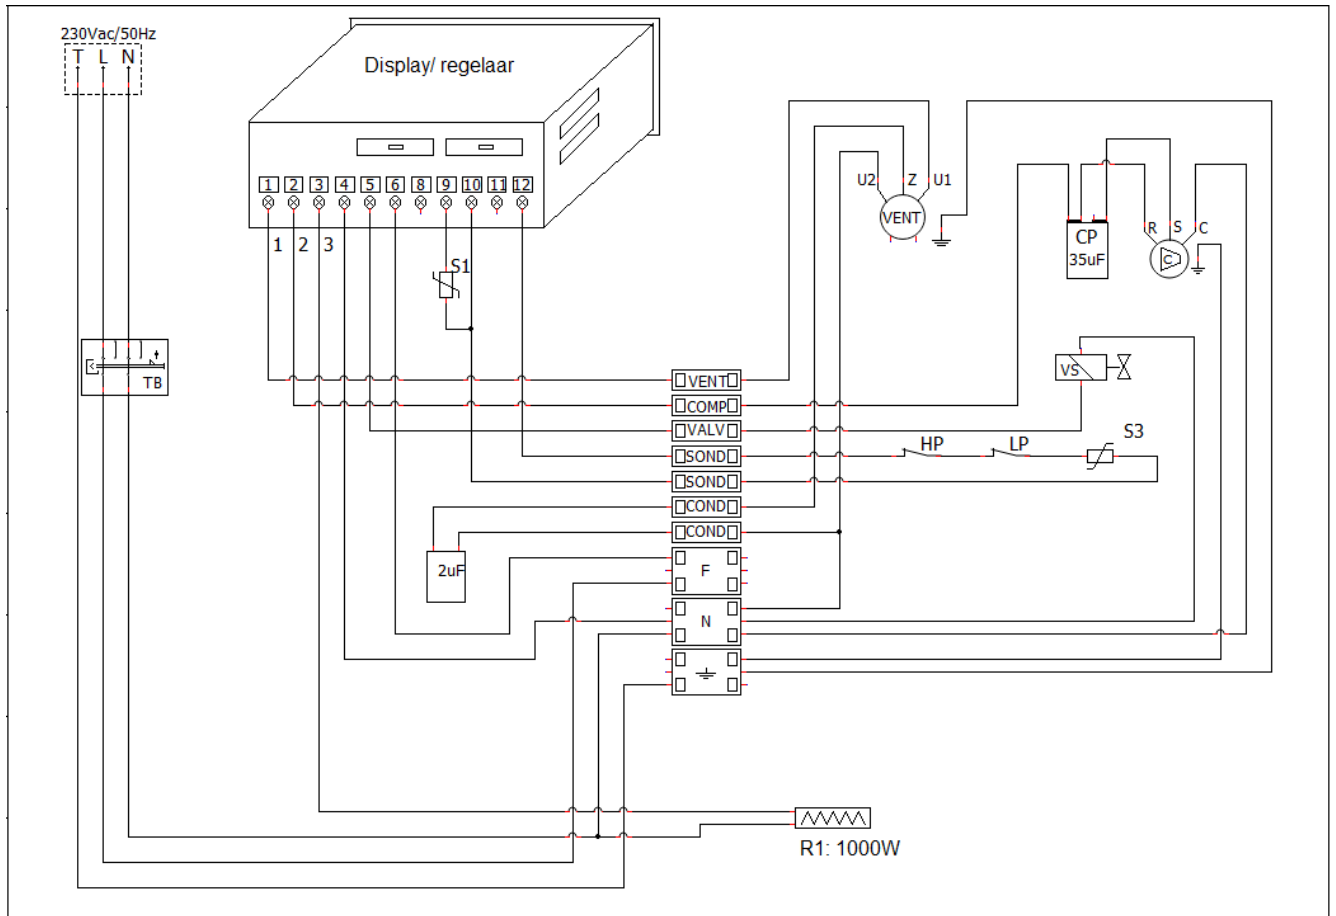 230Vac/50Hz
T L N
Display/ regelaar
1 2 3 4 5 6 8 9 10 11 12
1 2 3
S1
TB
U2 Z U1
VENT
CP
35uF
R S C
C
VS
VENT
COMP
VALV
SOND
HP LP S3
SOND
COND
COND
2uF
F
N
R1: 1000W